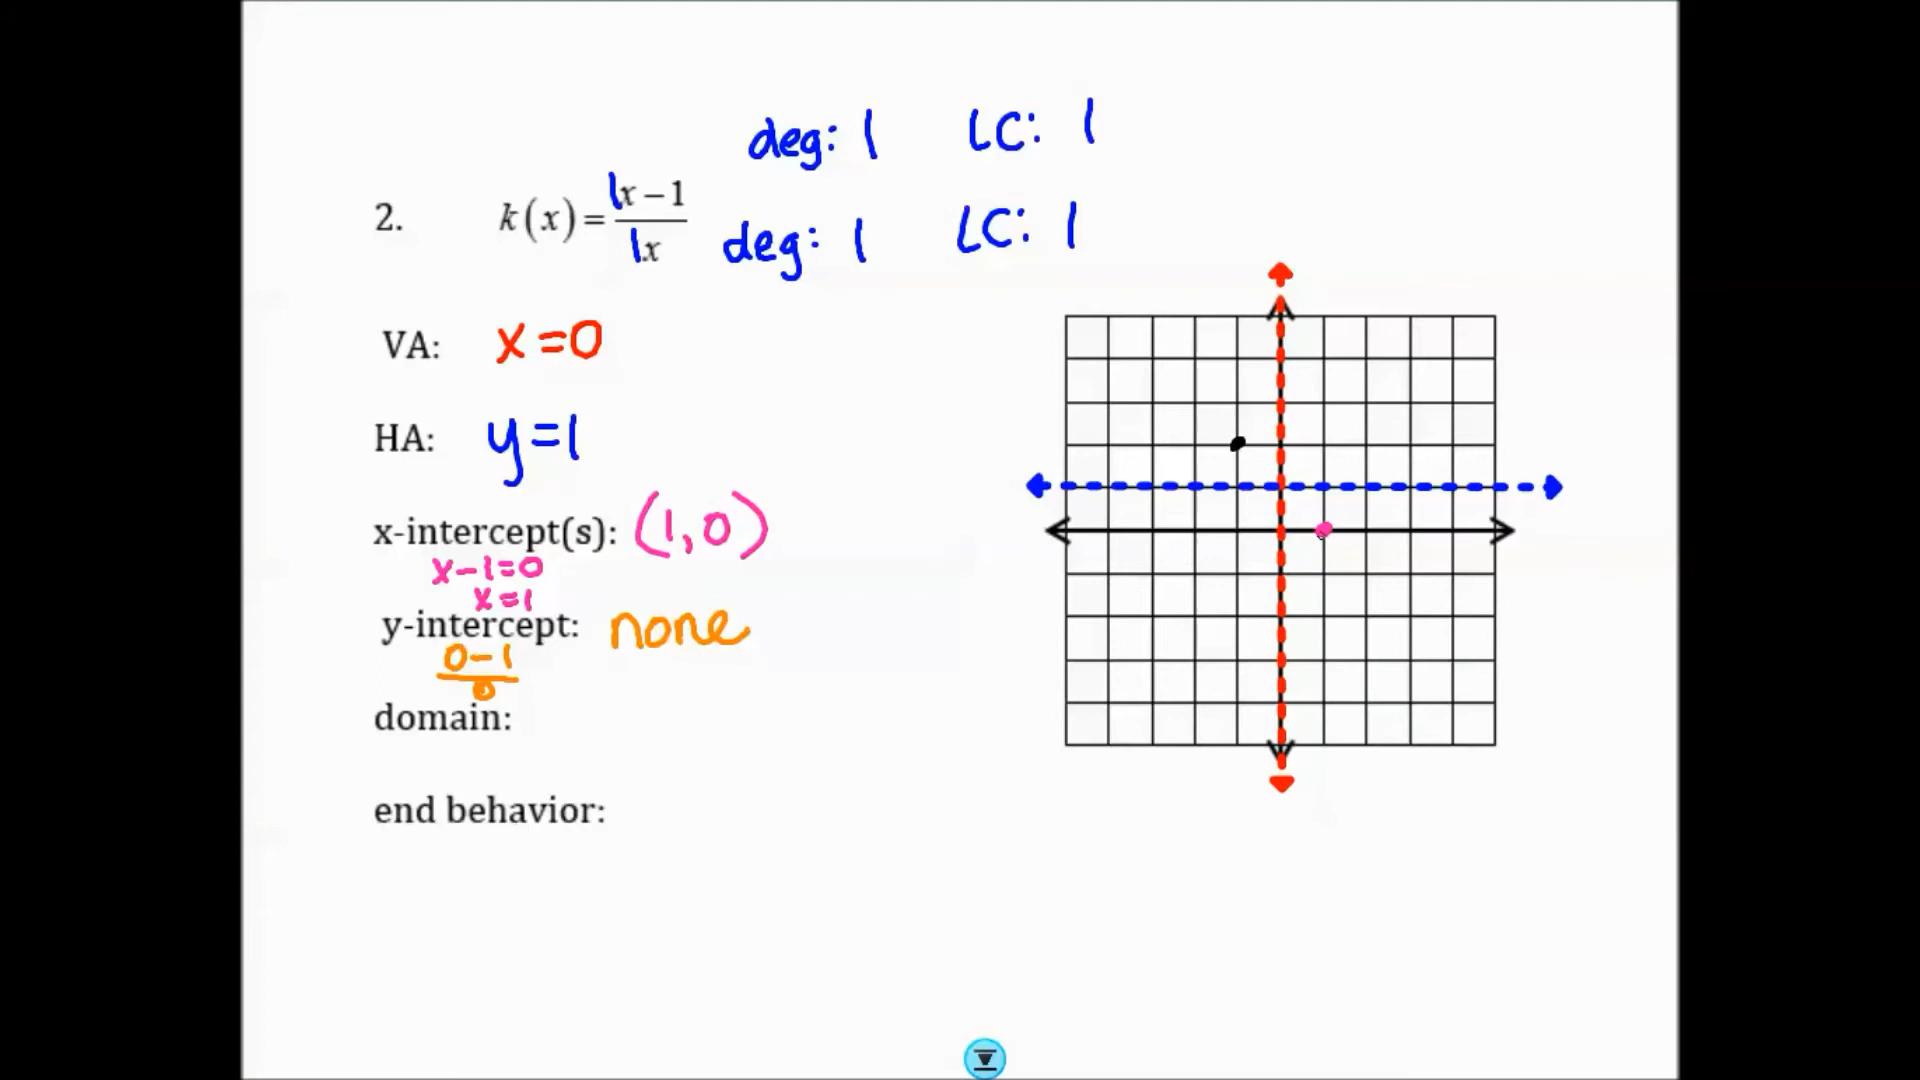 deg: 1 LC: 1
2. k(x) = 1x − 1 / 1x
deg: 1 LC: 1
VA: x = 0
HA: y = 1
x-intercept(s): (1, 0)
x − 1 = 0
x = 1
y-intercept: none
0 − 1 / 0
domain:
end behavior: